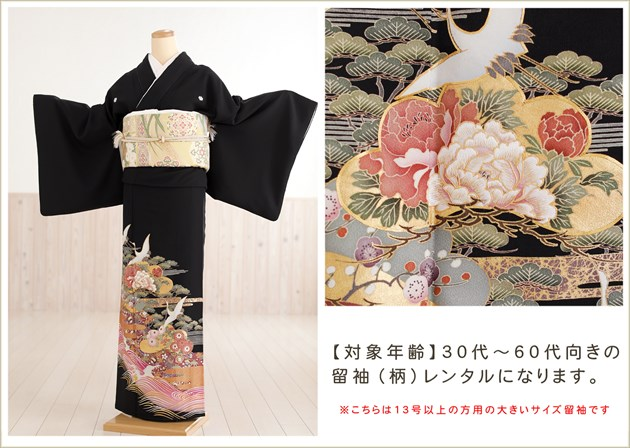 【対象年齢】30代～60代向きの
留袖（柄）レンタルになります。
※こちらは13号以上の方用の大きいサイズ留袖です